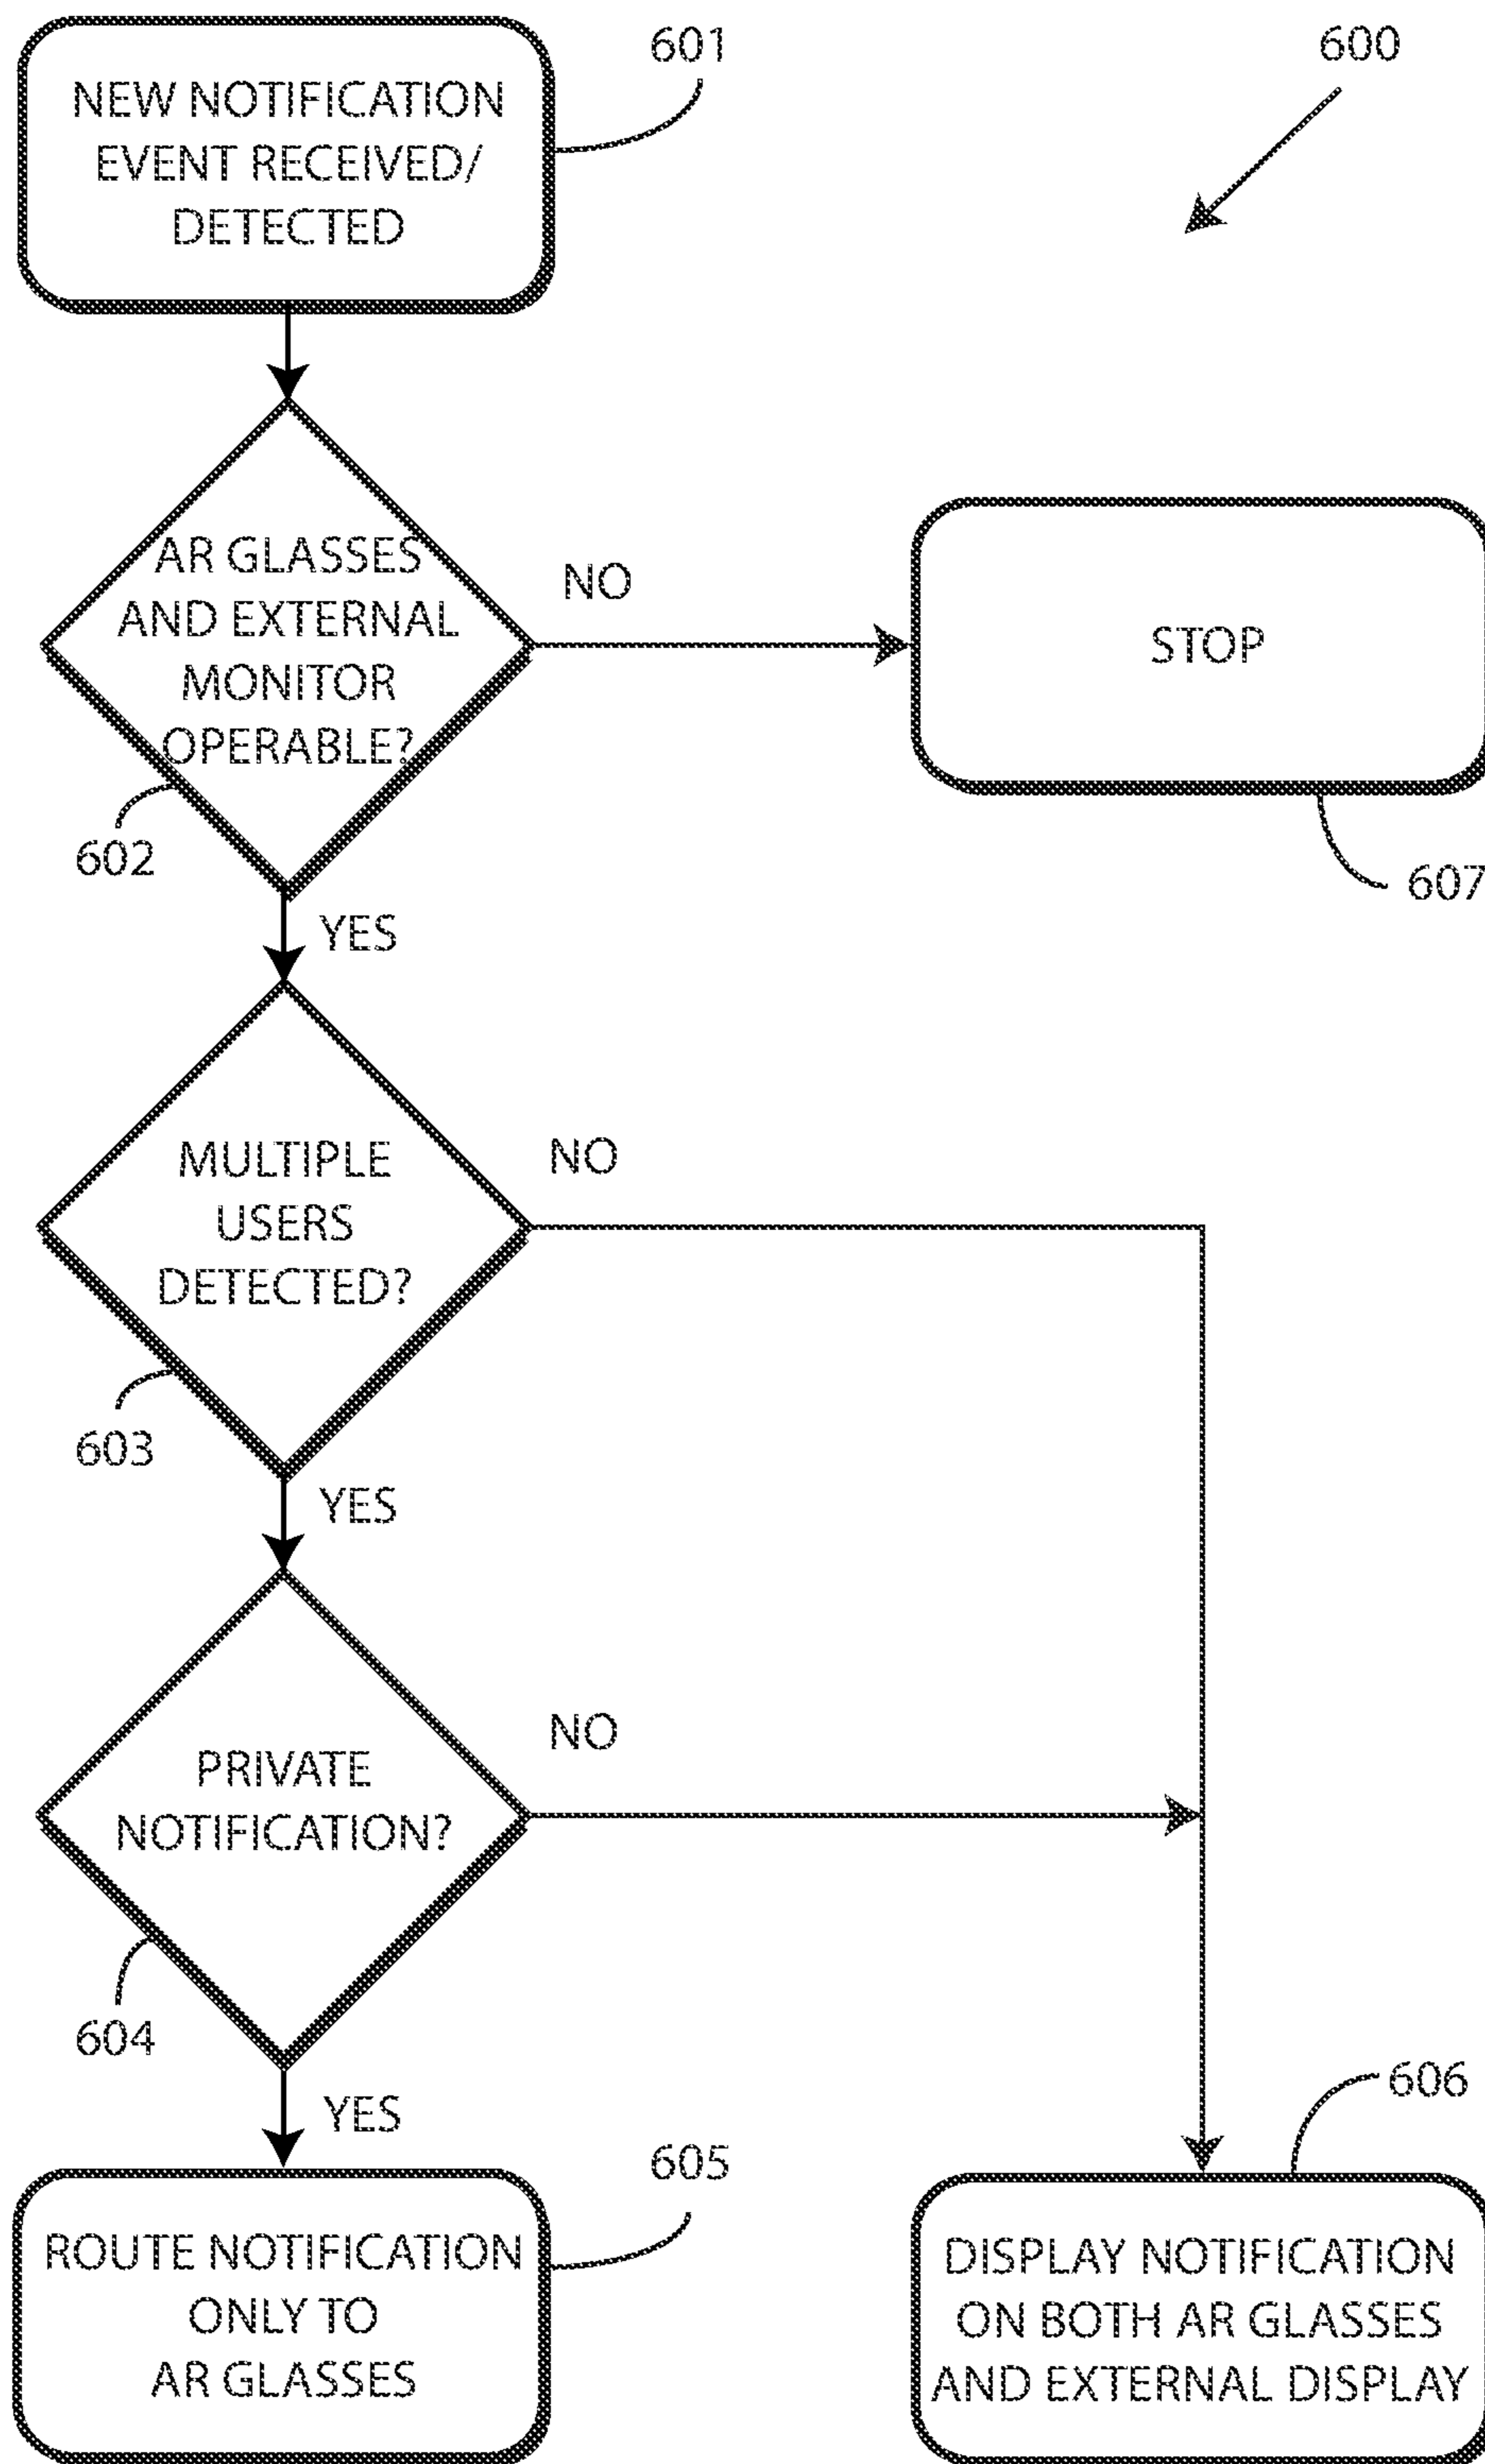 601
600
NEW NOTIFICATION
EVENT RECEIVED/
DETECTED
AR GLASSES
AND EXTERNAL
MONITOR
OPERABLE?
NO
STOP
602
607
YES
MULTIPLE
USERS
DETECTED?
NO
603
YES
PRIVATE
NOTIFICATION?
NO
604
YES
605
606
ROUTE NOTIFICATION
ONLY TO
AR GLASSES
DISPLAY NOTIFICATION
ON BOTH AR GLASSES
AND EXTERNAL DISPLAY